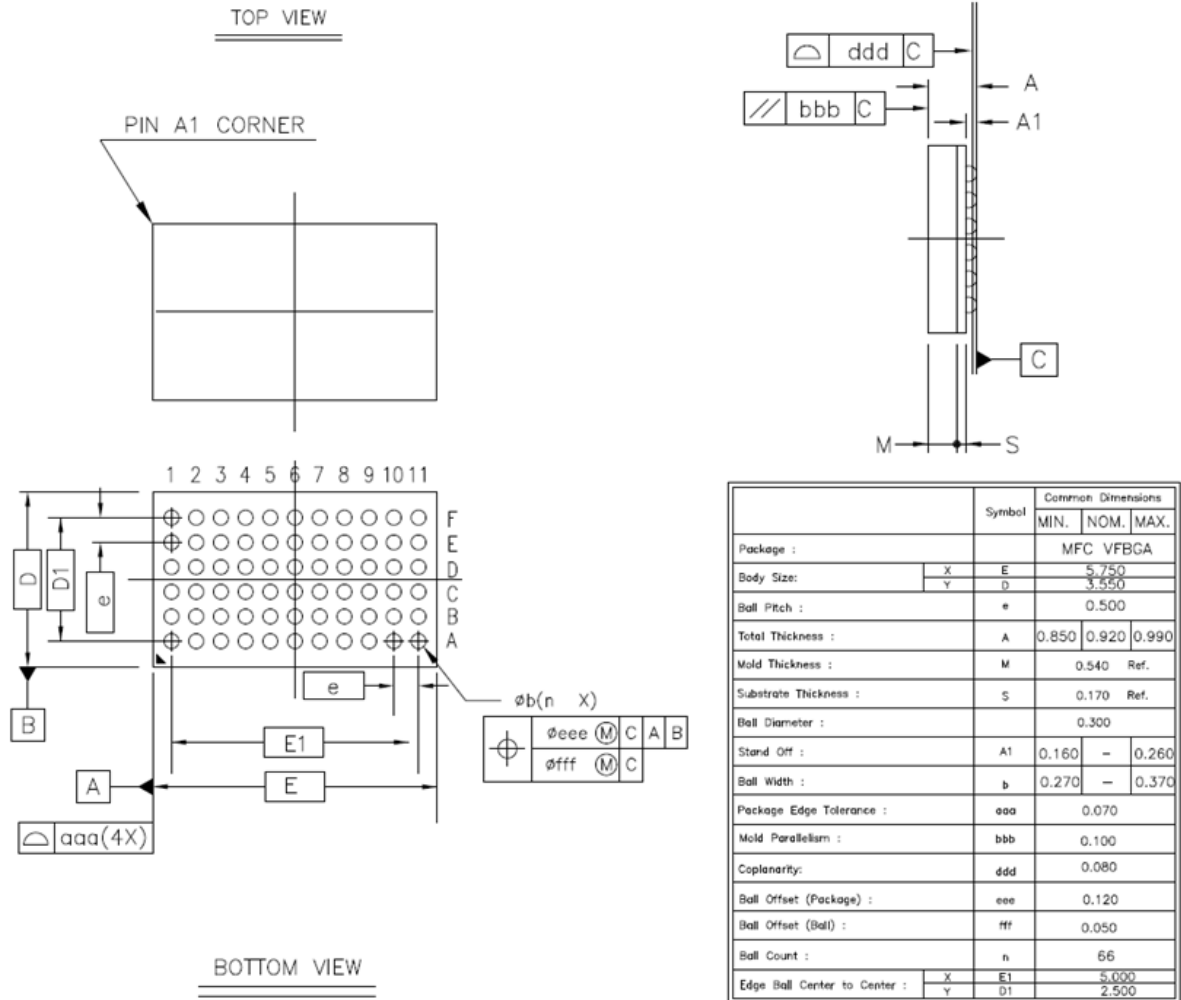 TOP VIEW
PIN A1 CORNER
ddd C
// bbb C
A
A1
C
M S
1 2 3 4 5 6 7 8 9 10 11
F
E
D
C
B
A
D
D1
e
e
B
øb(n X)
øeee Ⓜ C A B
øfff Ⓜ C
E1
A
E
aaa(4X)
BOTTOM VIEW
Symbol Common Dimensions
MIN. NOM. MAX.
Package : MFC VFBGA
Body Size: X E 5.750
Y D 3.550
Ball Pitch : e 0.500
Total Thickness : A 0.850 0.920 0.990
Mold Thickness : M 0.540 Ref.
Substrate Thickness : S 0.170 Ref.
Ball Diameter : 0.300
Stand Off : A1 0.160 – 0.260
Ball Width : b 0.270 – 0.370
Package Edge Tolerance : aaa 0.070
Mold Parallelism : bbb 0.100
Coplanarity: ddd 0.080
Ball Offset (Package) : eee 0.120
Ball Offset (Ball) : fff 0.050
Ball Count : n 66
Edge Ball Center to Center : X E1 5.000
Y D1 2.500